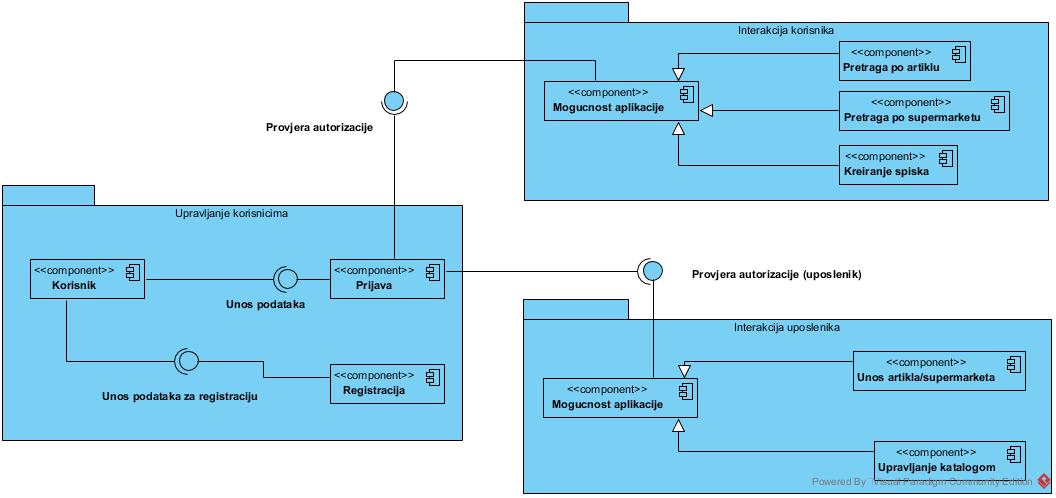 Interakcija korisnika
<<component>>
Pretraga po artiklu
<<component>>
Mogucnost aplikacije
<<component>>
Pretraga po supermarketu
<<component>>
Kreiranje spiska
Provjera autorizacije
Upravljanje korisnicima
<<component>>
Korisnik
Unos podataka
<<component>>
Prijava
Unos podataka za registraciju
<<component>>
Registracija
Provjera autorizacije (uposlenik)
Interakcija uposlenika
<<component>>
Unos artikla/supermarketa
<<component>>
Mogucnost aplikacije
<<component>>
Upravljanje katalogom
Powered By Visual Paradigm Community Edition